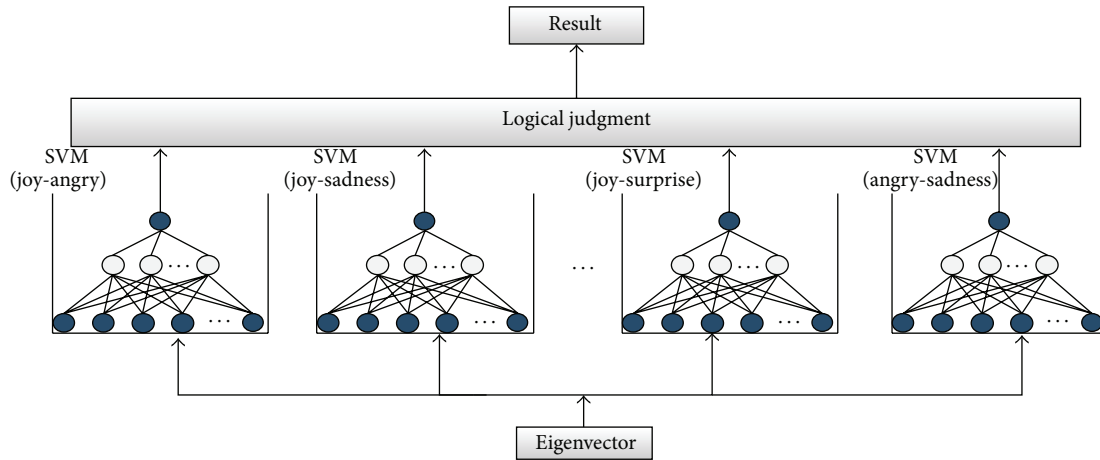 Result
Logical judgment
SVM
(joy-angry)
SVM
(joy-sadness)
SVM
(joy-surprise)
SVM
(angry-sadness)
...
...
...
...
...
...
...
...
...
Eigenvector